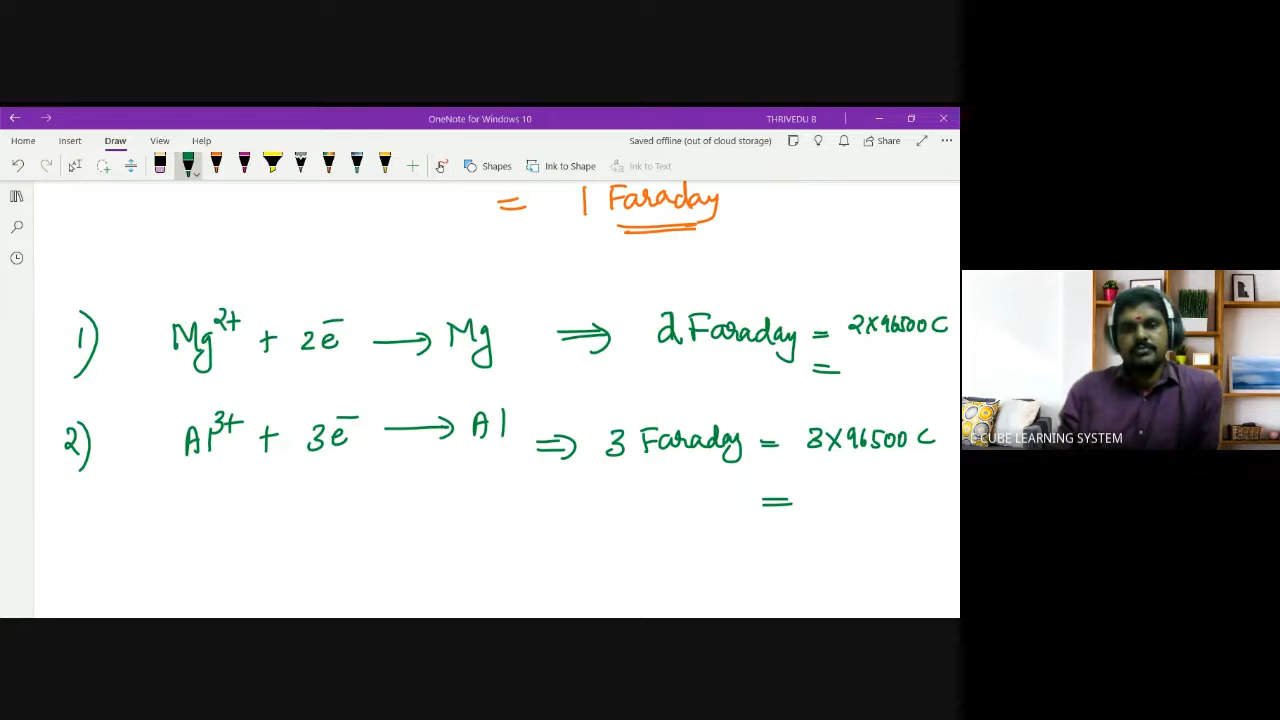 OneNote for Windows 10
THRIVEDU B
Home Insert Draw View Help
Saved offline (out of cloud storage)
Share
Shapes
Ink to Shape
Ink to Text
= 1 Faraday
1) Mg²⁺ + 2e⁻ → Mg ⇒ 2 Faraday = 2×96500 C
=
2) Al³⁺ + 3e⁻ → Al ⇒ 3 Faraday = 3×96500 C
=
C CUBE LEARNING SYSTEM